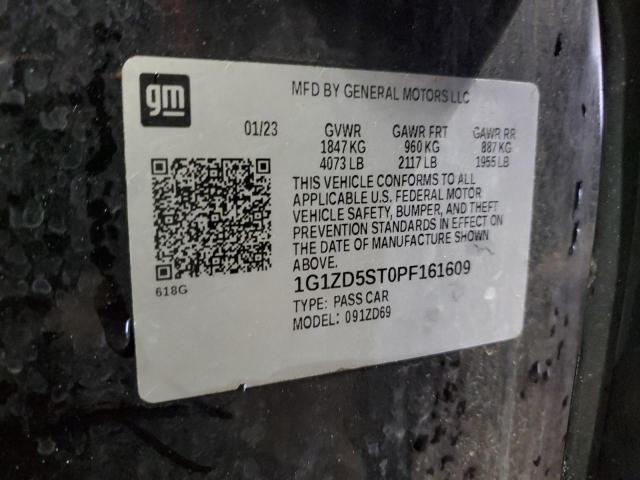 gm
MFD BY GENERAL MOTORS LLC
01/23 GVWR GAWR FRT GAWR RR
1847 KG 960 KG 887 KG
4073 LB 2117 LB 1955 LB
THIS VEHICLE CONFORMS TO ALL
APPLICABLE U.S. FEDERAL MOTOR
VEHICLE SAFETY, BUMPER, AND THEFT
PREVENTION STANDARDS IN EFFECT ON
THE DATE OF MANUFACTURE SHOWN
ABOVE.
618G
1G1ZD5ST0PF161609
TYPE: PASS CAR
MODEL: 091ZD69